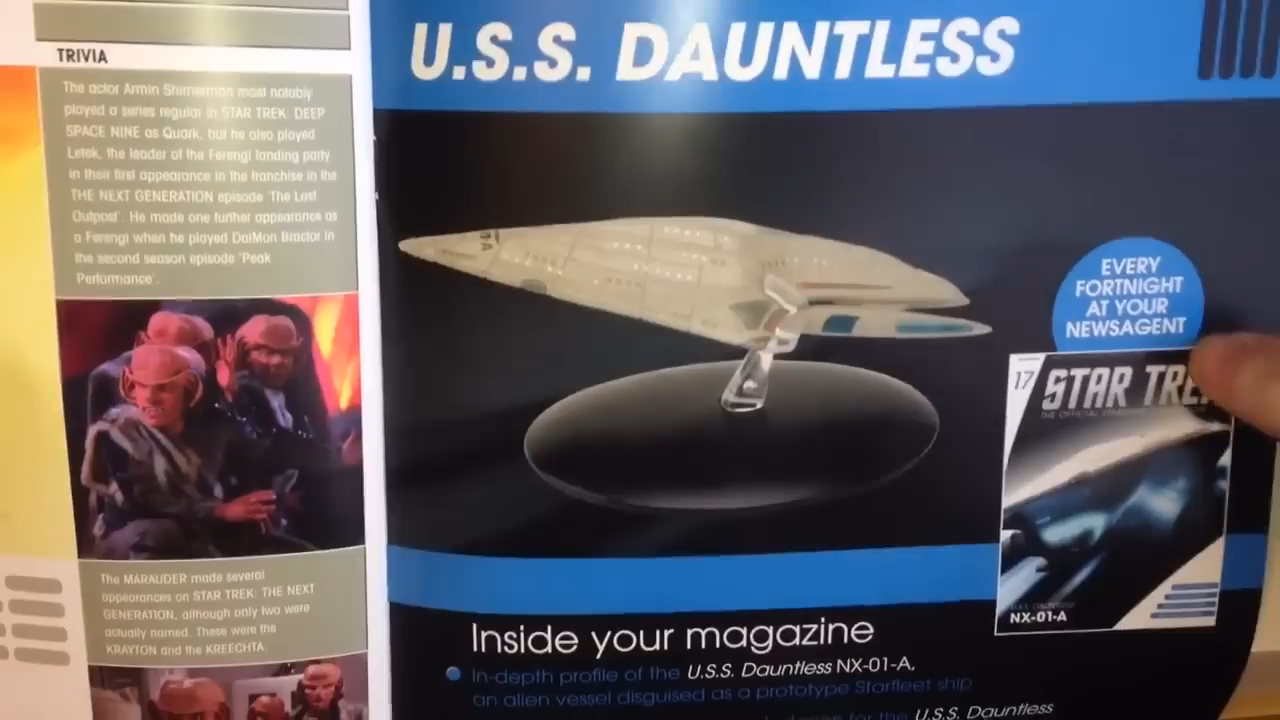 TRIVIA
The actor Armin Shimerman most notably
played a series regular in STAR TREK: DEEP
SPACE NINE as Quark, but he also played
Letek, the leader of the Ferengi landing party
in their first appearance in the franchise in the
THE NEXT GENERATION episode 'The Last
Outpost'. He made one further appearance as
a Ferengi when he played DaiMon Bractor in
the second season episode 'Peak
Performance'.
The MARAUDER made several
appearances on STAR TREK: THE NEXT
GENERATION, although only two were
actually named. These were the
KRAYTON and the KREECHTA.
U.S.S. DAUNTLESS
EVERY
FORTNIGHT
AT YOUR
NEWSAGENT
17
STAR TRE
NX-01-A
Inside your magazine
In-depth profile of the U.S.S. Dauntless NX-01-A,
an alien vessel disguised as a prototype Starfleet ship
for the U.S.S. Dauntless